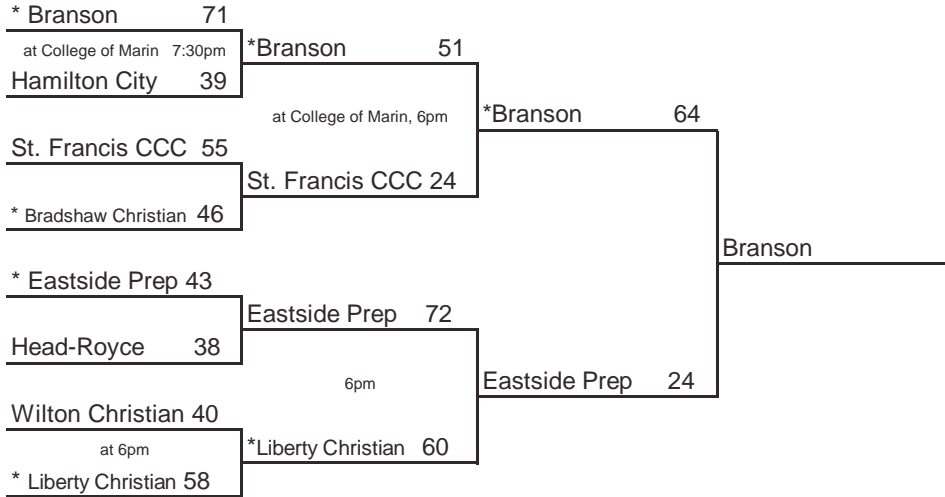 * Branson 71
at College of Marin 7:30pm
Hamilton City 39
St. Francis CCC 55
* Bradshaw Christian 46
* Eastside Prep 43
Head-Royce 38
Wilton Christian 40
at 6pm
* Liberty Christian 58
*Branson 51
at College of Marin, 6pm
St. Francis CCC 24
Eastside Prep 72
6pm
*Liberty Christian 60
*Branson 64
Eastside Prep 24
Branson